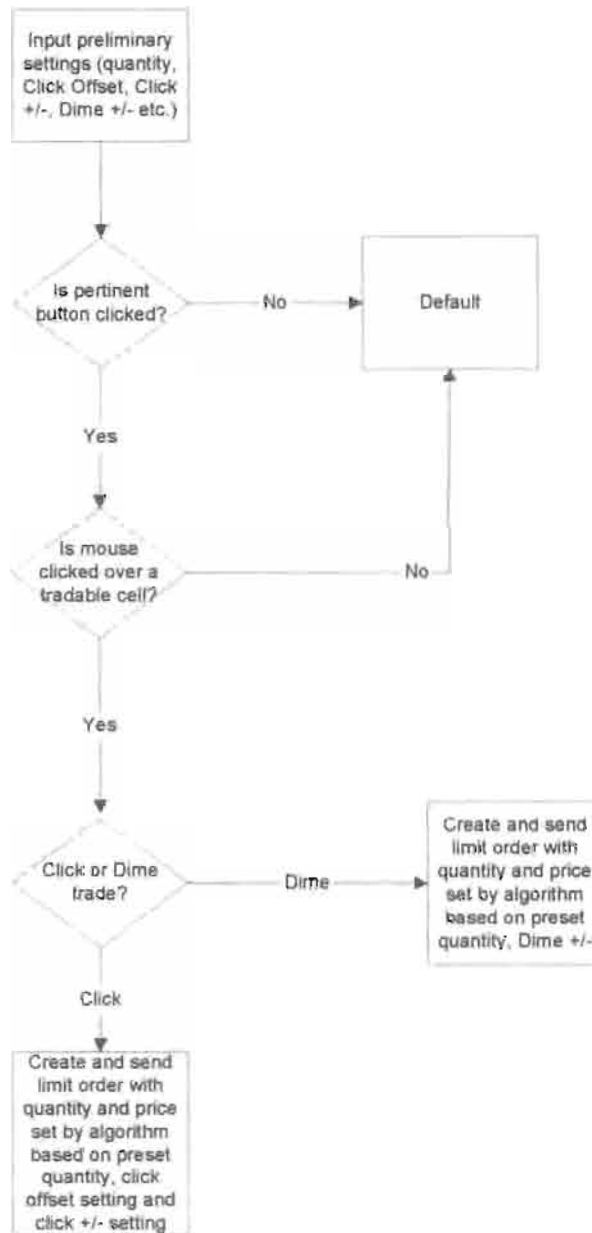 Input preliminary
settings (quantity,
Click Offset, Click
+/-, Dime +/- etc.)
Is pertinent
button clicked?
No
Default
Yes
Is mouse
clicked over a
tradable cell?
No
Yes
Click or Dime
trade?
Dime
Create and send
limit order with
quantity and price
set by algorithm
based on preset
quantity, Dime +/-
Click
Create and send
limit order with
quantity and price
set by algorithm
based on preset
quantity, click
offset setting and
click +/- setting